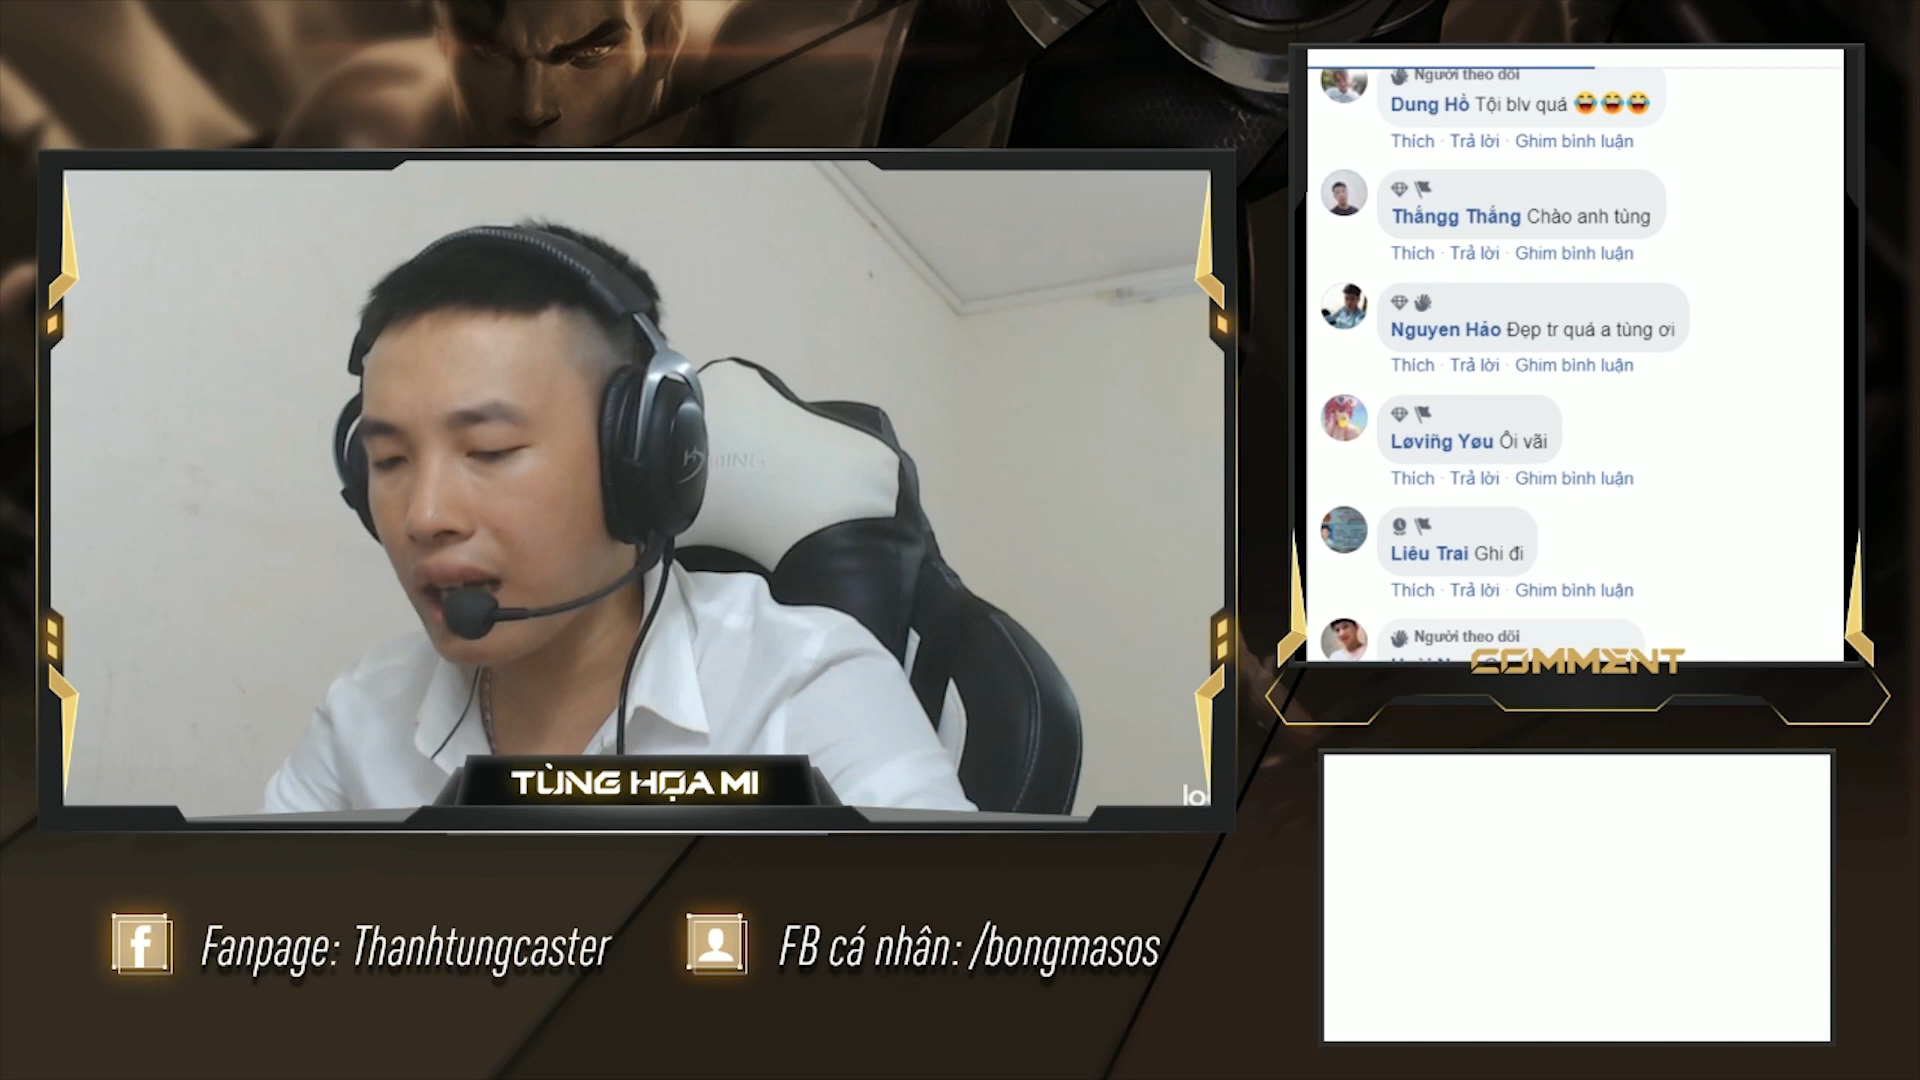 Người theo dõi
Dung Hồ Tội blv quá 😂😂😂
Thích · Trả lời · Ghim bình luận
Thắngg Thắng Chào anh tùng
Thích · Trả lời · Ghim bình luận
Nguyen Hảo Đẹp tr quá a tùng ơi
Thích · Trả lời · Ghim bình luận
Løviñg Yøu Ôi vãi
Thích · Trả lời · Ghim bình luận
Liêu Trai Ghi đi
Thích · Trả lời · Ghim bình luận
Người theo dõi
COMMENT
TÙNG HỌA MI
lo
Fanpage: Thanhtungcaster
FB cá nhân: /bongmasos